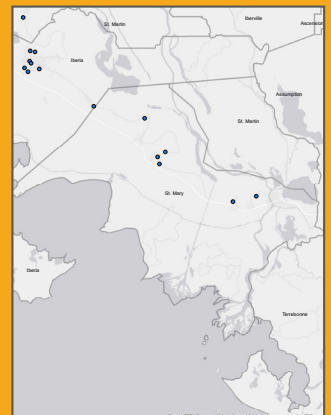 St. Martin
Iberville
Ascension
Iberia
Assumption
St. Martin
St. Mary
Iberia
Terrebonne